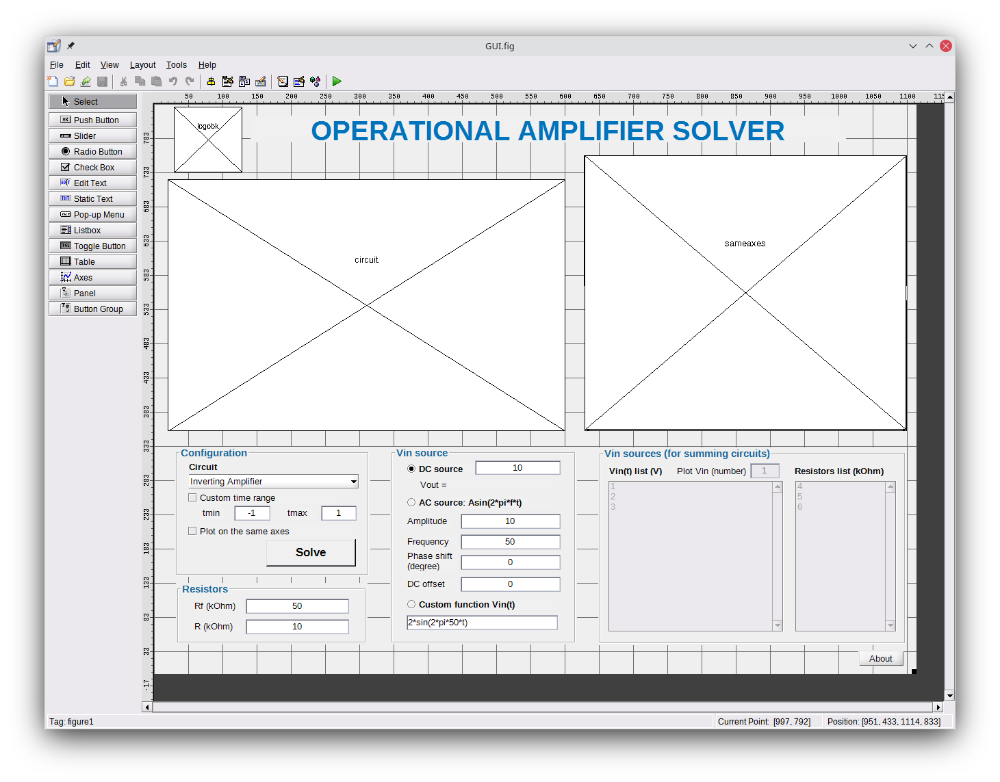 GUI.fig
File Edit View Layout Tools Help
50 100 150 200 250 300 350 400 450 500 550 600 650 700 750 800 850 900 950 1000 1050 1100
Select
Push Button
Slider
Radio Button
Check Box
Edit Text
Static Text
Pop-up Menu
Listbox
Toggle Button
Table
Axes
Panel
Button Group
783
733
683
633
583
533
483
433
383
333
283
233
183
133
83
33
-17
logobk
OPERATIONAL AMPLIFIER SOLVER
circuit
sameaxes
Configuration
Circuit
Inverting Amplifier
Custom time range
tmin -1 tmax 1
Plot on the same axes
Solve
Resistors
Rf (kOhm) 50
R (kOhm) 10
Vin source
DC source 10
Vout =
AC source: Asin(2*pi*f*t)
Amplitude 10
Frequency 50
Phase shift
(degree) 0
DC offset 0
Custom function Vin(t)
2*sin(2*pi*50*t)
Vin sources (for summing circuits)
Vin(t) list (V) Plot Vin (number) 1 Resistors list (kOhm)
1 4
2 5
3 6
About
Tag: figure1 Current Point: [997, 792] Position: [951, 433, 1114, 833]